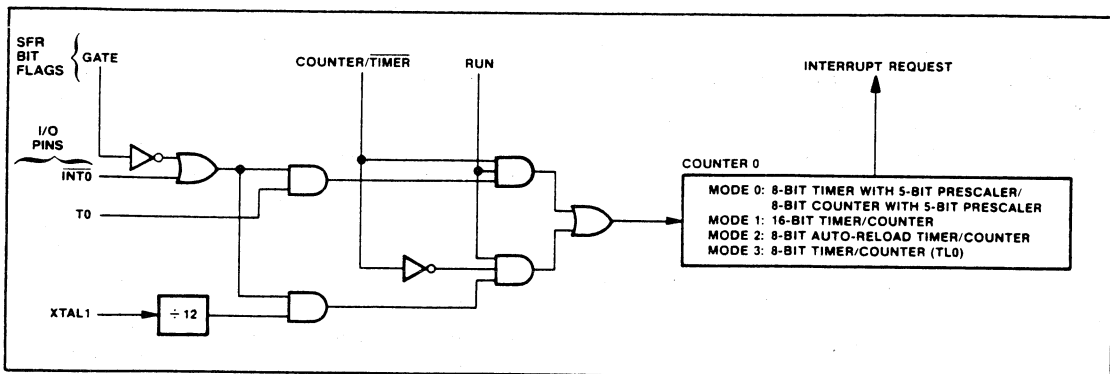 SFR
BIT
FLAGS
GATE
COUNTER/TIMER
RUN
INTERRUPT REQUEST
I/O
PINS
INT0
T0
XTAL1
÷ 12
COUNTER 0
MODE 0: 8-BIT TIMER WITH 5-BIT PRESCALER/
8-BIT COUNTER WITH 5-BIT PRESCALER
MODE 1: 16-BIT TIMER/COUNTER
MODE 2: 8-BIT AUTO-RELOAD TIMER/COUNTER
MODE 3: 8-BIT TIMER/COUNTER (TL0)